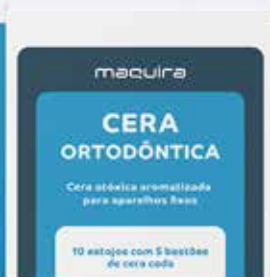 maquira
CERA
ORTODÔNTICA
Cera atóxica aromatizada
para aparelhos fixos
10 estojos com 5 bastões
de cera cada